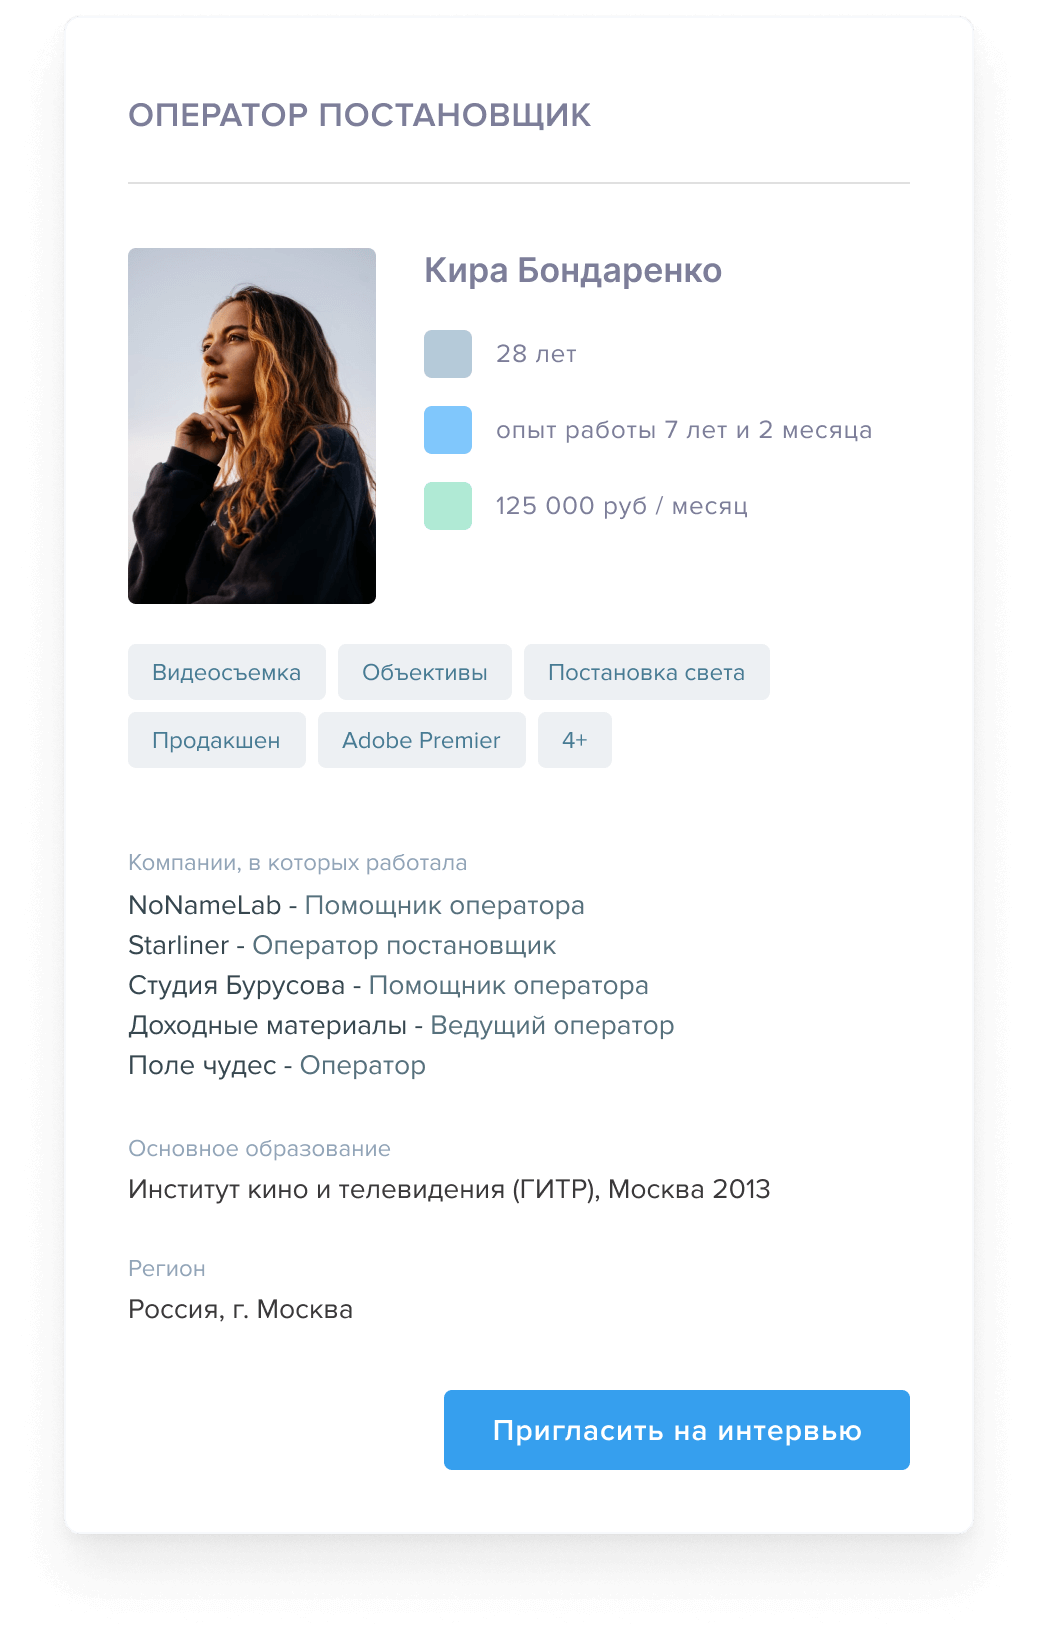 ОПЕРАТОР ПОСТАНОВЩИК
Кира Бондаренко
28 лет
опыт работы 7 лет и 2 месяца
125 000 руб / месяц
Видеосъемка Объективы Постановка света
Продакшен Adobe Premier 4+
Компании, в которых работала
NoNameLab - Помощник оператора
Starliner - Оператор постановщик
Студия Бурусова - Помощник оператора
Доходные материалы - Ведущий оператор
Поле чудес - Оператор
Основное образование
Институт кино и телевидения (ГИТР), Москва 2013
Регион
Россия, г. Москва
Пригласить на интервью